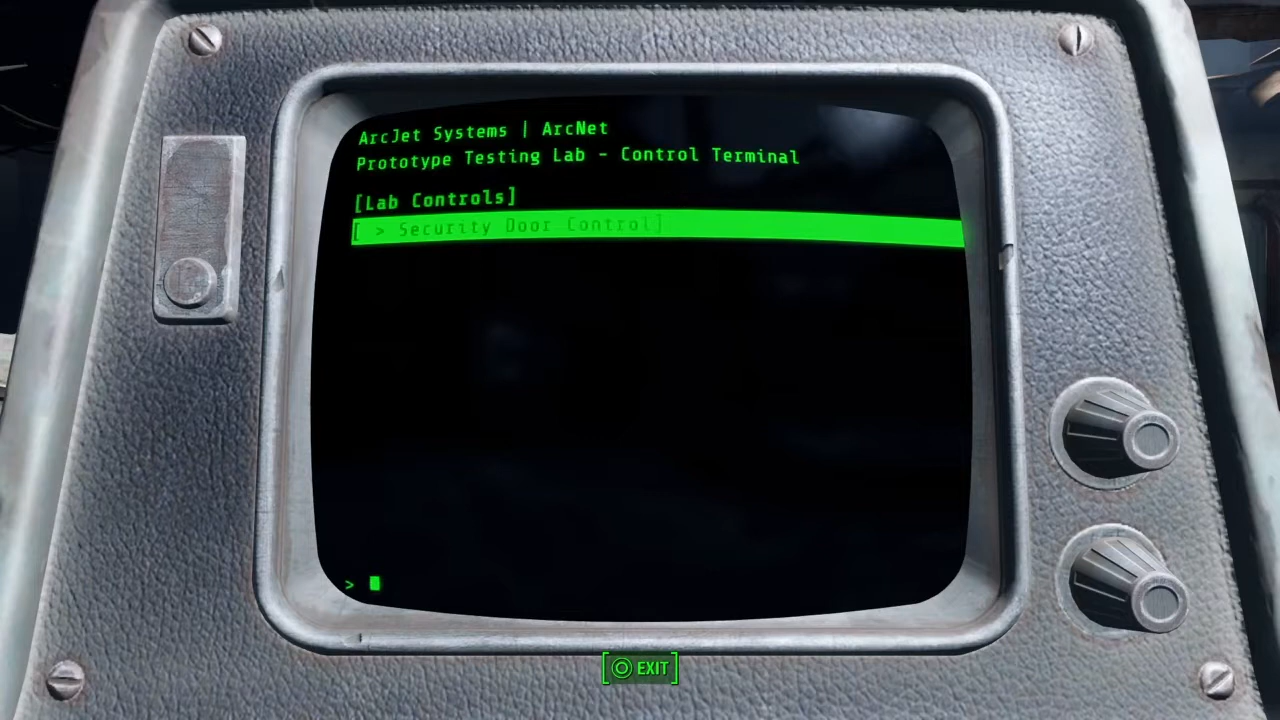 ArcJet Systems | ArcNet
Prototype Testing Lab - Control Terminal
[Lab Controls]
[ > Security Door Control]
>
EXIT